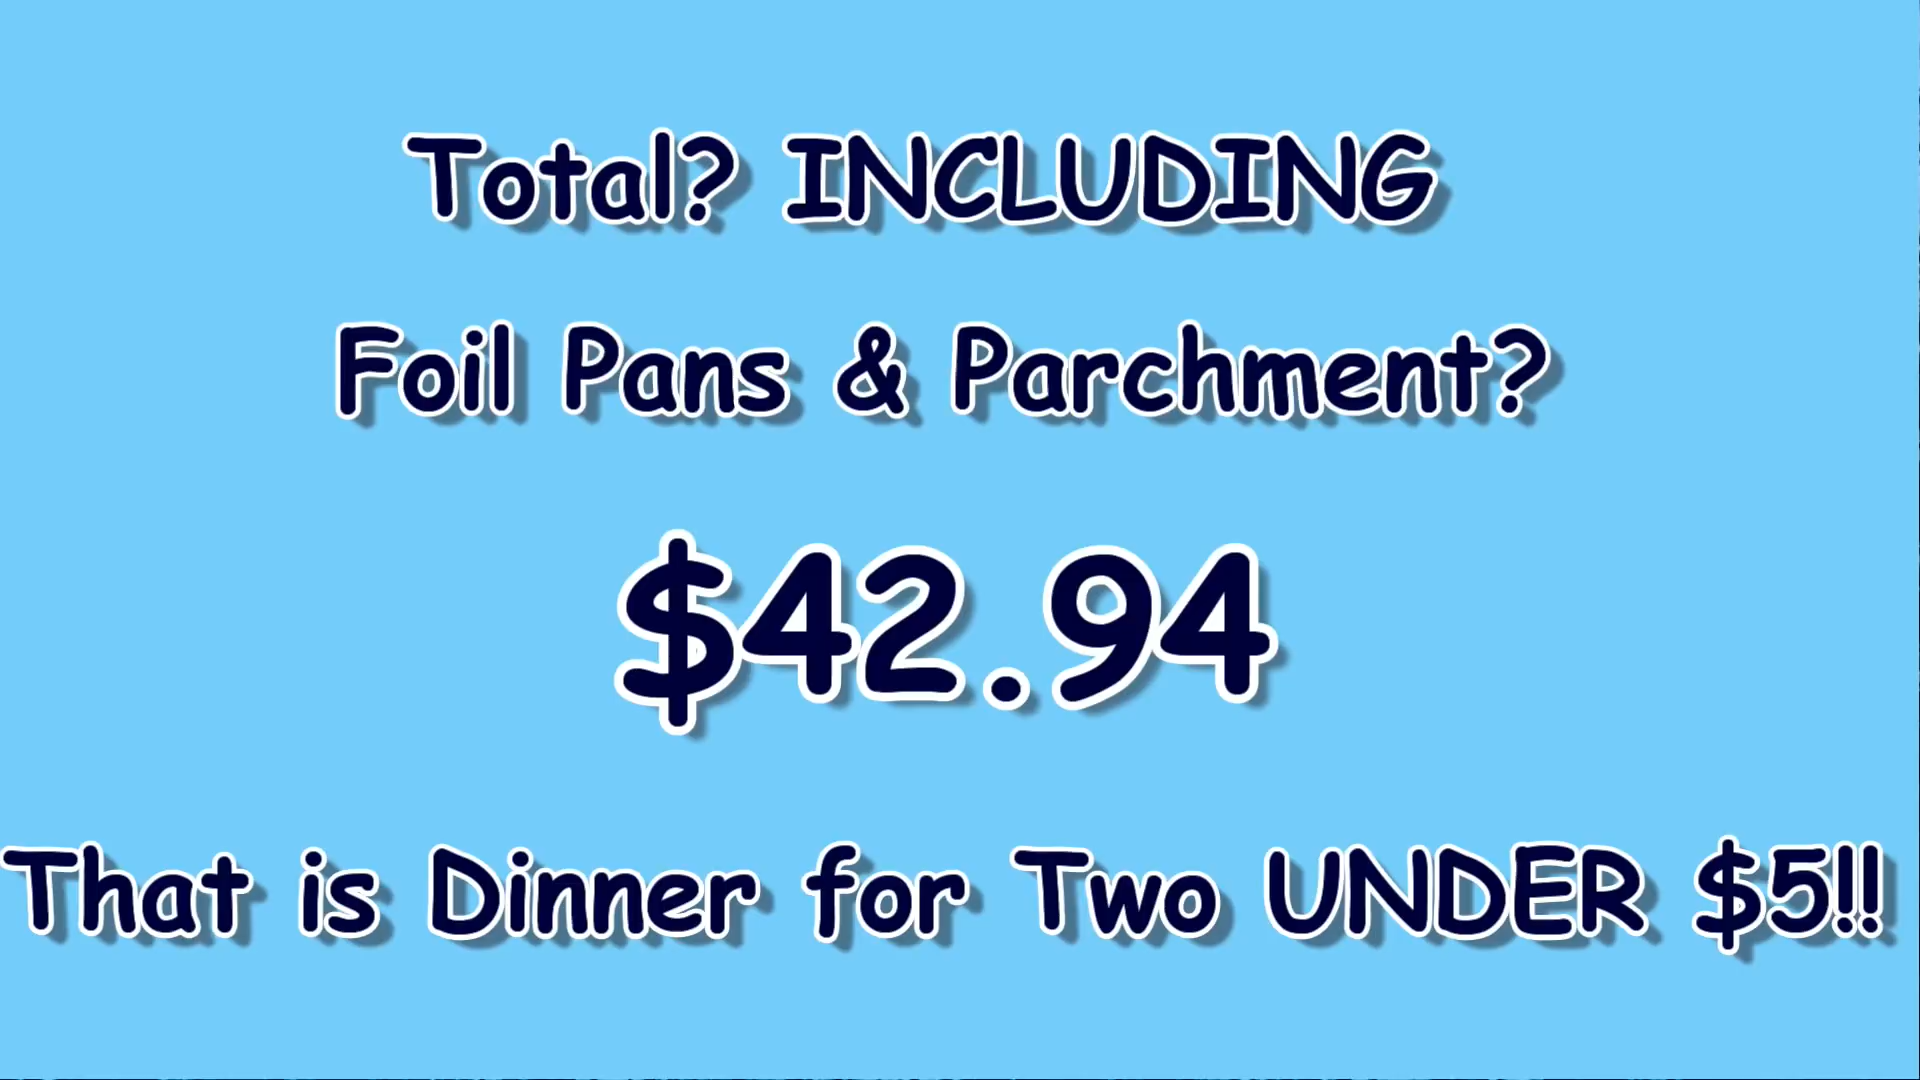 Total? INCLUDING
Foil Pans & Parchment?
$42.94
That is Dinner for Two UNDER $5!!